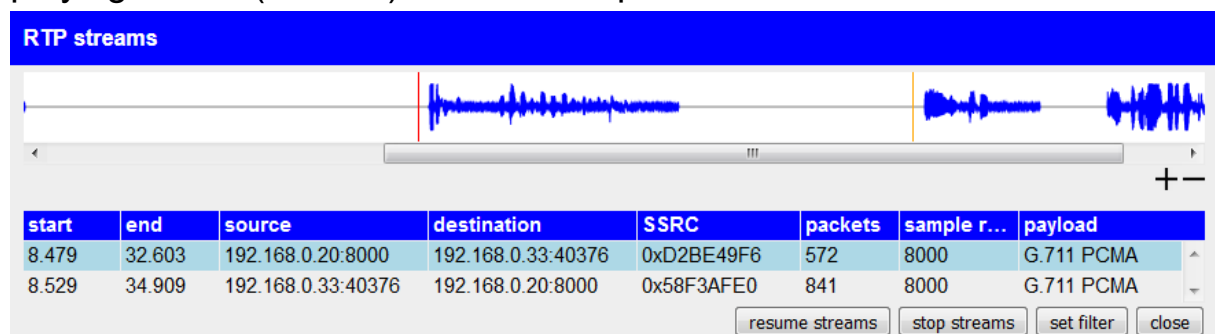 RTP streams
+−
start end source destination SSRC packets sample r... payload
8.479 32.603 192.168.0.20:8000 192.168.0.33:40376 0xD2BE49F6 572 8000 G.711 PCMA
8.529 34.909 192.168.0.33:40376 192.168.0.20:8000 0x58F3AFE0 841 8000 G.711 PCMA
resume streams stop streams set filter close